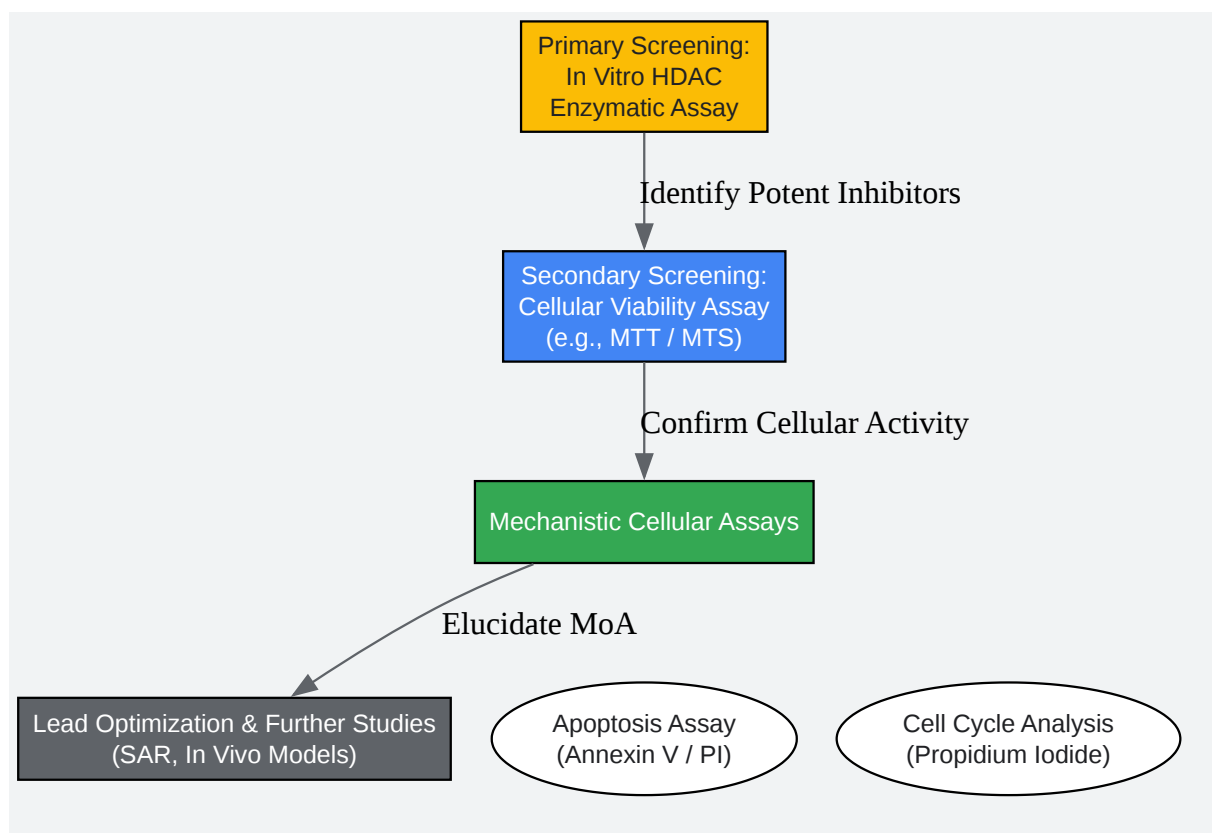 Primary Screening:
In Vitro HDAC
Enzymatic Assay
Identify Potent Inhibitors
Secondary Screening:
Cellular Viability Assay
(e.g., MTT / MTS)
Confirm Cellular Activity
Mechanistic Cellular Assays
Elucidate MoA
Lead Optimization & Further Studies
(SAR, In Vivo Models)
Apoptosis Assay
(Annexin V / PI)
Cell Cycle Analysis
(Propidium Iodide)